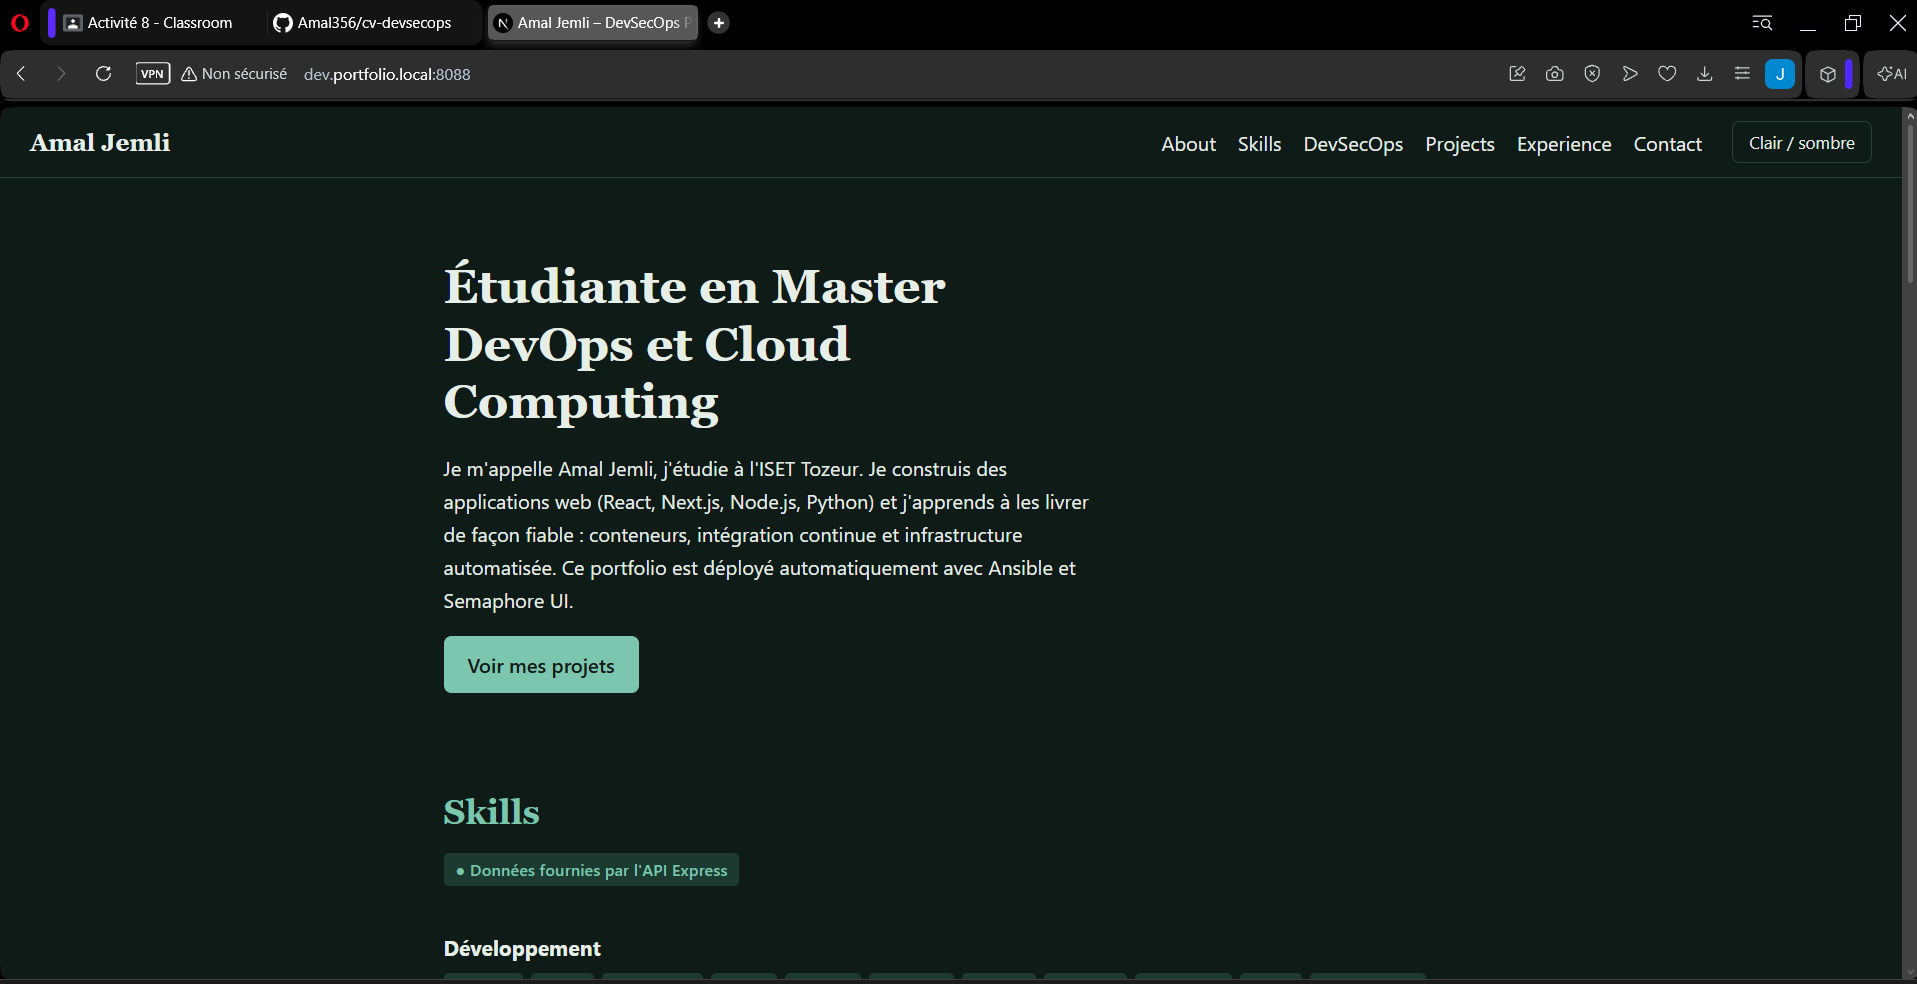 Activité 8 - Classroom
Amal356/cv-devsecops
N Amal Jemli – DevSecOps P
VPN Non sécurisé dev.portfolio.local:8088
J
AI
Amal Jemli
About Skills DevSecOps Projects Experience Contact Clair / sombre
Étudiante en Master
DevOps et Cloud
Computing
Je m'appelle Amal Jemli, j'étudie à l'ISET Tozeur. Je construis des
applications web (React, Next.js, Node.js, Python) et j'apprends à les livrer
de façon fiable : conteneurs, intégration continue et infrastructure
automatisée. Ce portfolio est déployé automatiquement avec Ansible et
Semaphore UI.
Voir mes projets
Skills
● Données fournies par l'API Express
Développement